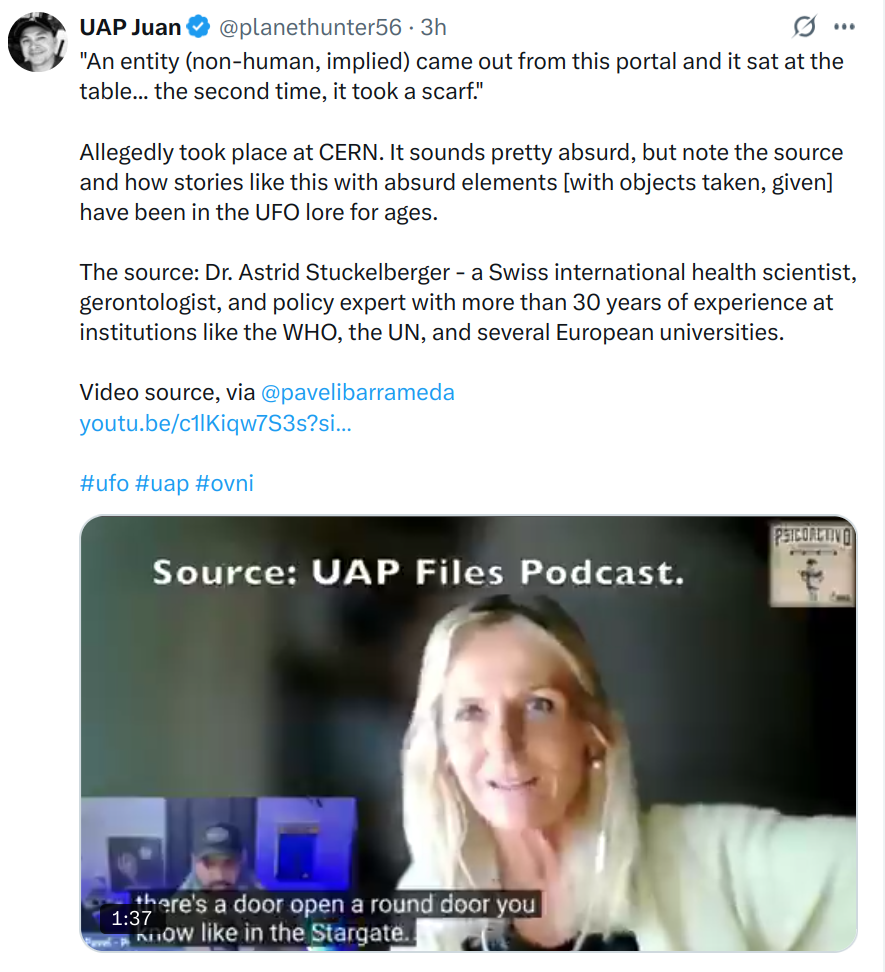 UAP Juan @planethunter56 · 3h
"An entity (non-human, implied) came out from this portal and it sat at the
table... the second time, it took a scarf."
Allegedly took place at CERN. It sounds pretty absurd, but note the source
and how stories like this with absurd elements [with objects taken, given]
have been in the UFO lore for ages.
The source: Dr. Astrid Stuckelberger - a Swiss international health scientist,
gerontologist, and policy expert with more than 30 years of experience at
institutions like the WHO, the UN, and several European universities.
Video source, via @pavelibarrameda
youtu.be/c1lKiqw7S3s?si...
#ufo #uap #ovni
PSICOACTIVO
Source: UAP Files Podcast.
there's a door open a round door you
know like in the Stargate.
1:37